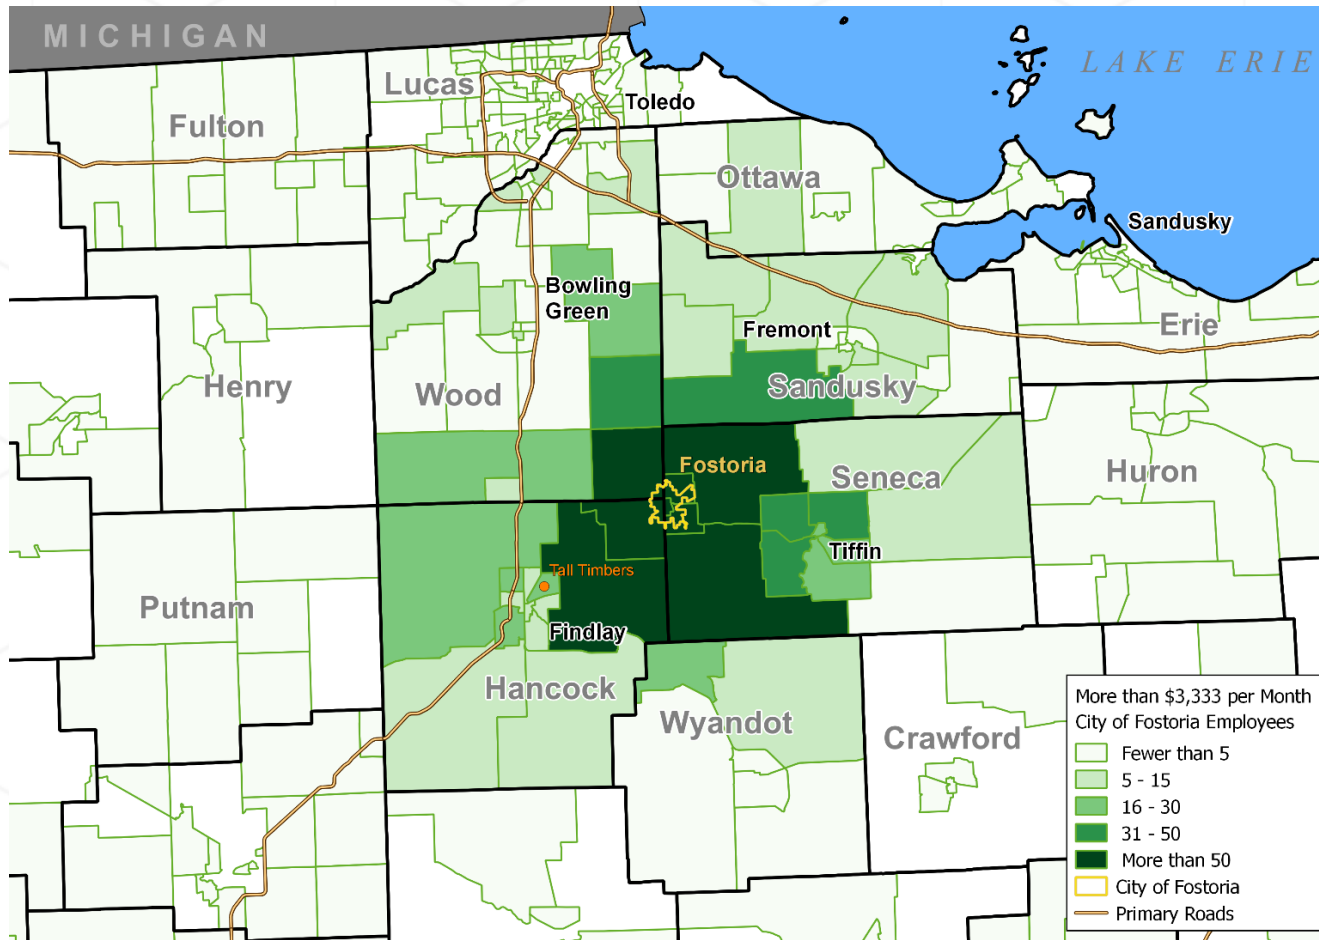 MICHIGAN
LAKE ERIE
Lucas
Toledo
Fulton
Ottawa
Sandusky
Bowling
Green
Fremont
Erie
Henry
Wood
Sandusky
Fostoria
Seneca
Huron
Tiffin
Tall Timbers
Putnam
Findlay
Hancock
Wyandot
Crawford
More than $3,333 per Month
City of Fostoria Employees
Fewer than 5
5 - 15
16 - 30
31 - 50
More than 50
City of Fostoria
Primary Roads